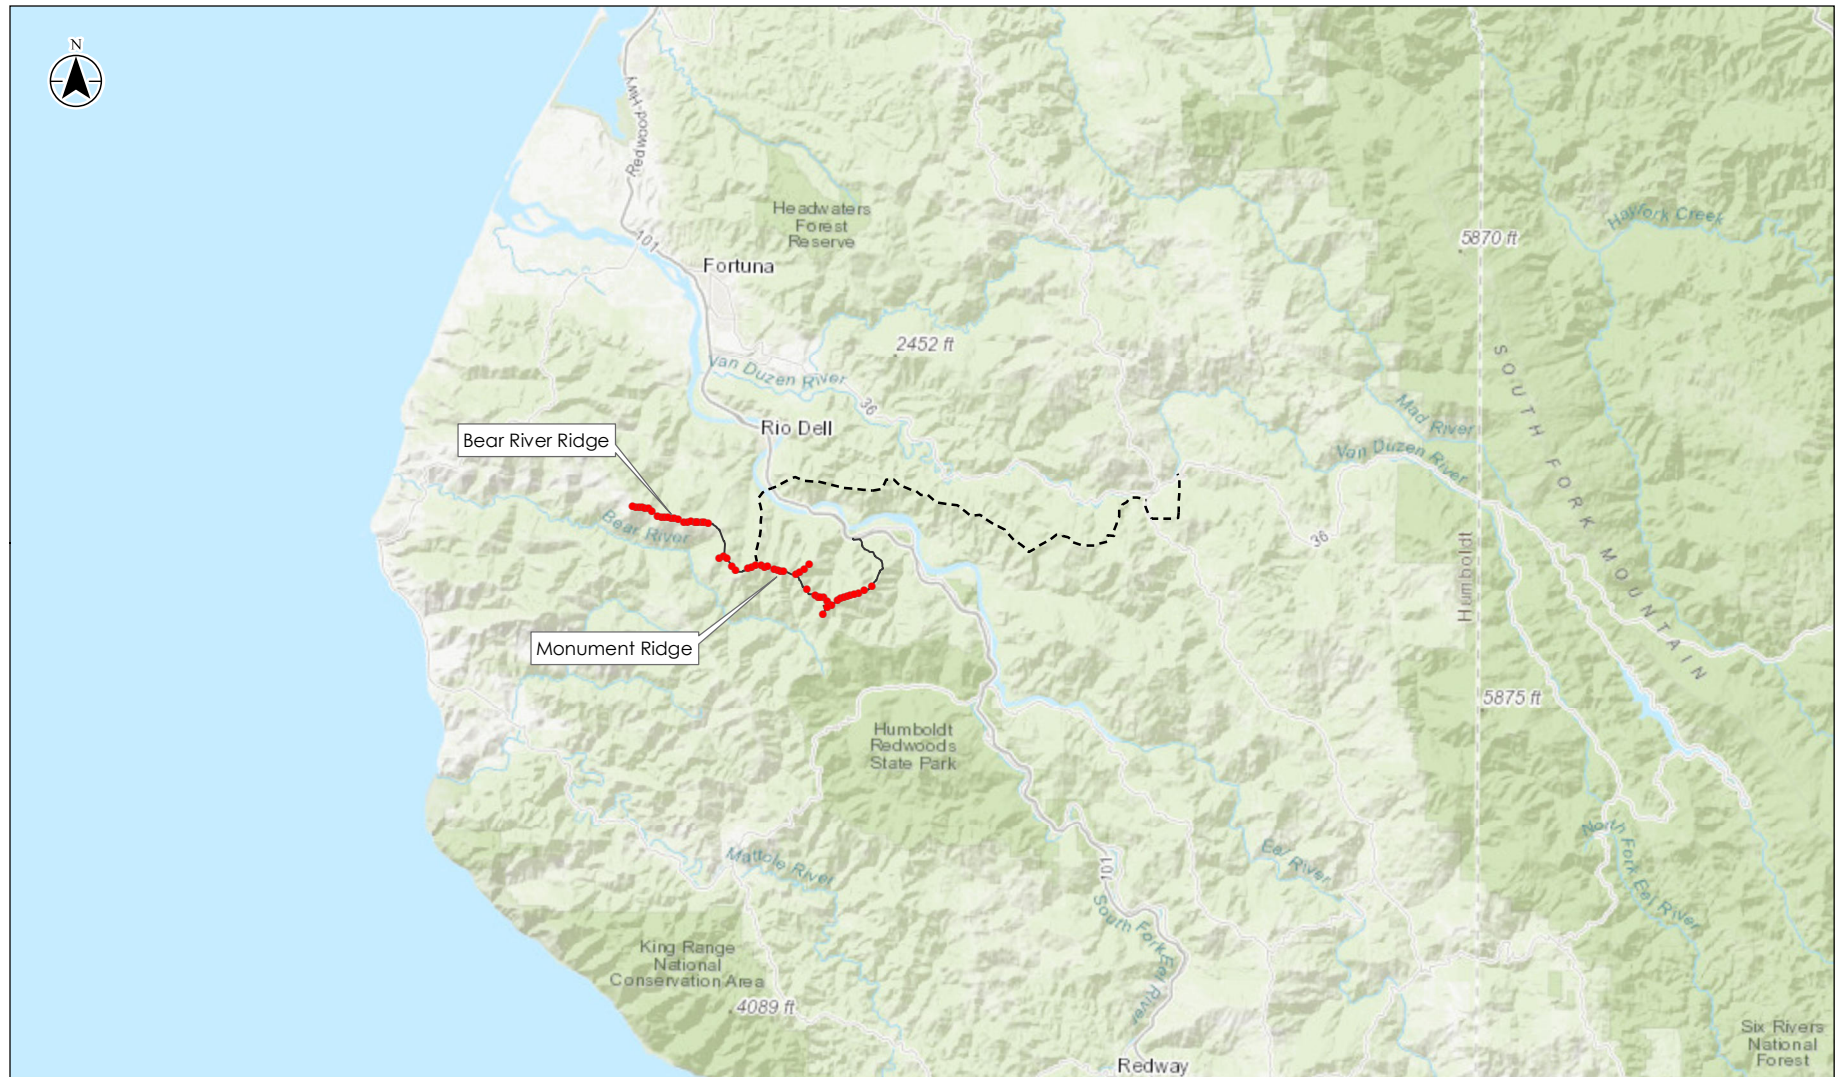 N
Redwood-Hwy
Headwaters
Forest
Reserve
Hayfork Creek
5870 ft
101
Fortuna
2452 ft
Van Duzen River
36
SOUTH FORK MOUNTAIN
Mad River
Rio Dell
Bear River Ridge
Van Duzen River
Bear River
36
Humboldt
Monument Ridge
5875 ft
Humboldt
Redwoods
State Park
Mattole River
101
Eel River
North Fork Eel River
South Fork Eel River
King Range
National
Conservation Area
4089 ft
Six Rivers
National
Forest
Redway